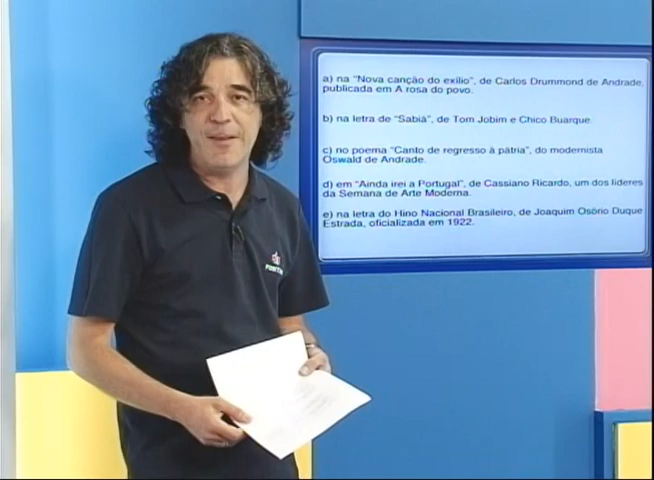 a) na "Nova canção do exílio", de Carlos Drummond de Andrade,
publicada em A rosa do povo.
b) na letra de "Sabiá", de Tom Jobim e Chico Buarque.
c) no poema "Canto de regresso à pátria", do modernista
Oswald de Andrade.
d) em "Ainda irei a Portugal", de Cassiano Ricardo, um dos líderes
da Semana de Arte Moderna.
e) na letra do Hino Nacional Brasileiro, de Joaquim Osório Duque
Estrada, oficializada em 1922.